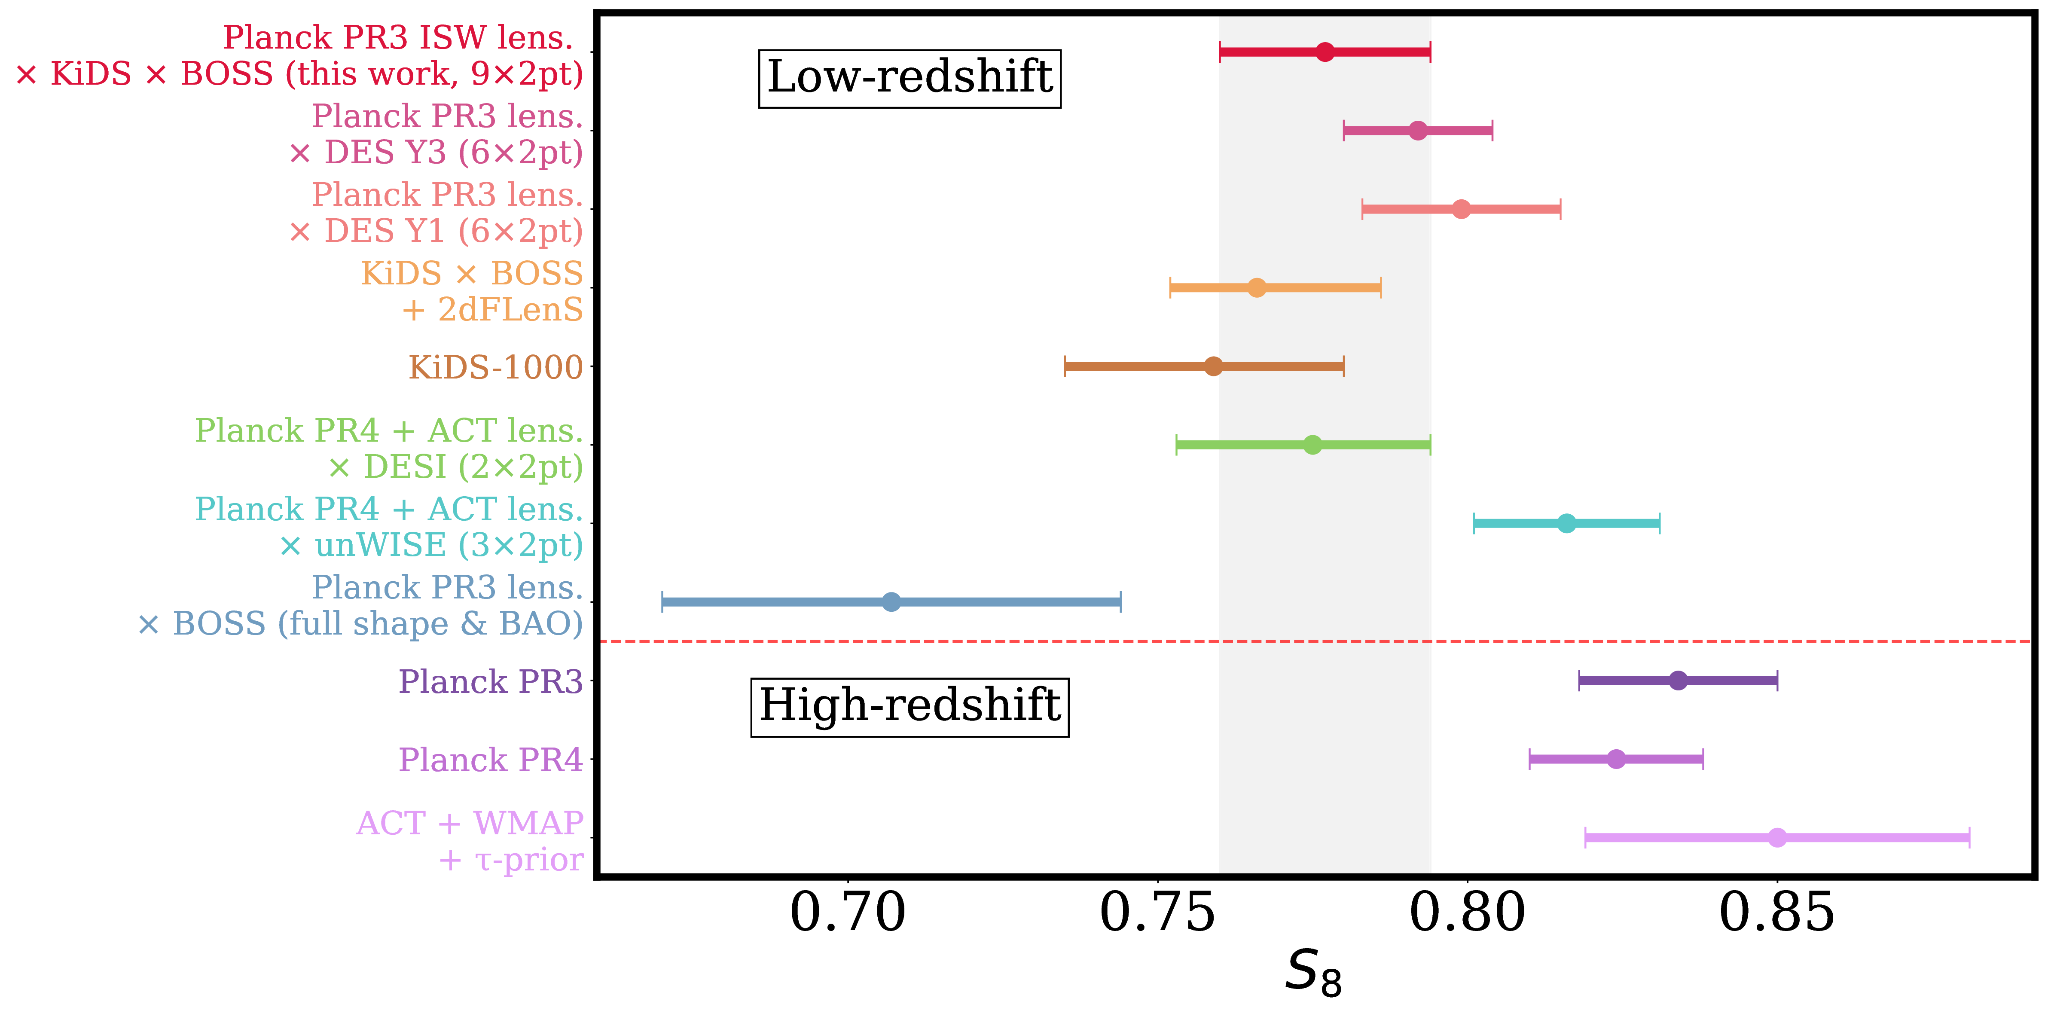 Planck PR3 ISW lens.
× KiDS × BOSS (this work, 9×2pt)
Low-redshift
Planck PR3 lens.
× DES Y3 (6×2pt)
Planck PR3 lens.
× DES Y1 (6×2pt)
KiDS × BOSS
+ 2dFLenS
KiDS-1000
Planck PR4 + ACT lens.
× DESI (2×2pt)
Planck PR4 + ACT lens.
× unWISE (3×2pt)
Planck PR3 lens.
× BOSS (full shape & BAO)
Planck PR3
High-redshift
Planck PR4
ACT + WMAP
+ τ-prior
0.70 0.75 0.80 0.85
S8